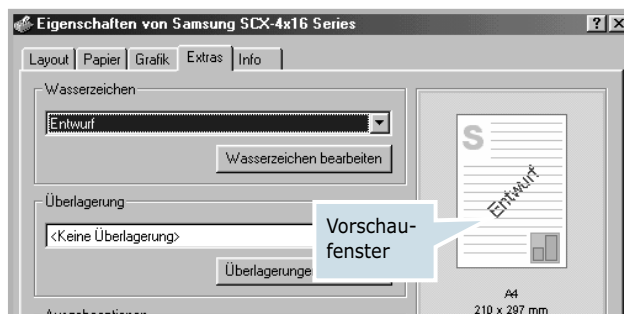 Eigenschaften von Samsung SCX-4x16 Series
Layout Papier Grafik Extras Info
Wasserzeichen
Entwurf
Wasserzeichen bearbeiten
Überlagerung
<Keine Überlagerung>
Vorschau-
fenster
S
Entwurf
A4
210 x 297 mm